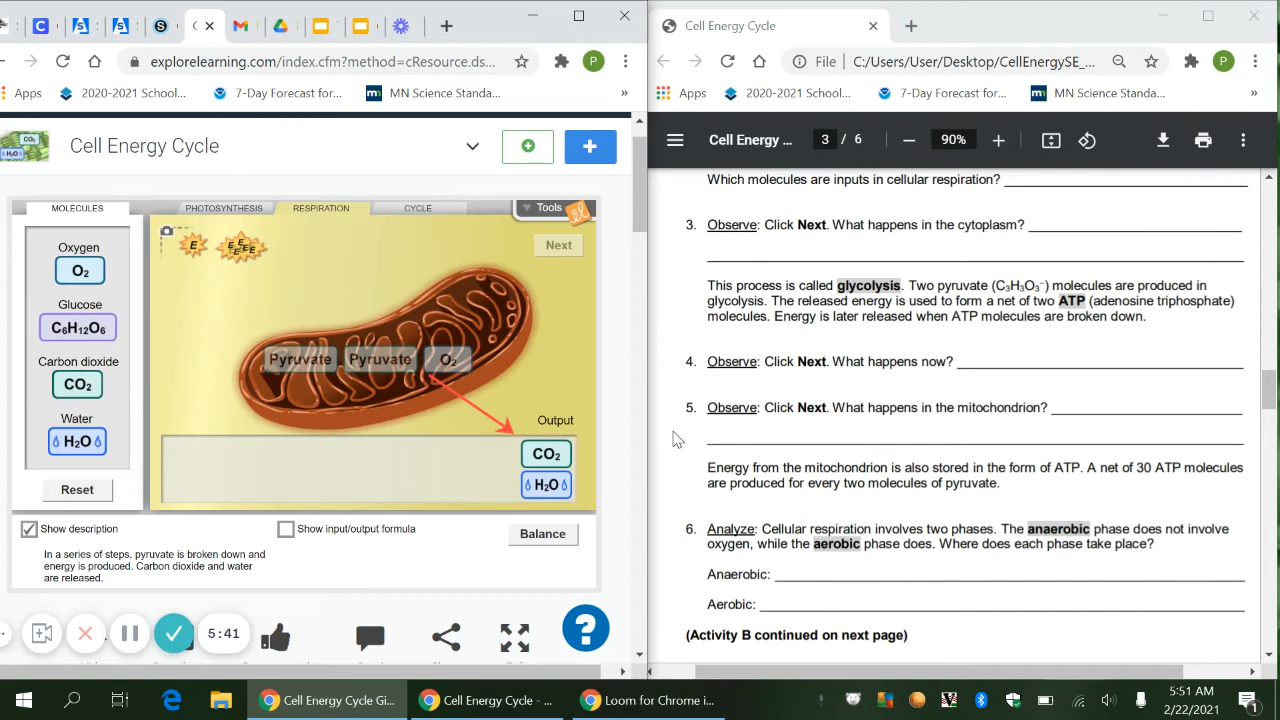 explorelearning.com/index.cfm?method=cResource.ds...
P
Apps
2020-2021 School...
7-Day Forecast for...
MN Science Standa...
»
Cell Energy Cycle
MOLECULES
Oxygen
O₂
Glucose
C₆H₁₂O₆
Carbon dioxide
CO₂
Water
H₂O
Reset
PHOTOSYNTHESIS
RESPIRATION
CYCLE
Tools
Next
E
EEEEE
Pyruvate
Pyruvate
O₂
Output
CO₂
H₂O
Show description
Show input/output formula
Balance
In a series of steps, pyruvate is broken down and
energy is produced. Carbon dioxide and water
are released.
5:41
?
Cell Energy Cycle
File
C:/Users/User/Desktop/CellEnergySE_...
P
Apps
2020-2021 School...
7-Day Forecast for...
MN Science Standa...
»
Cell Energy ...
3 / 6
90%
Which molecules are inputs in cellular respiration?
3. Observe: Click Next. What happens in the cytoplasm?
This process is called glycolysis. Two pyruvate (C₃H₃O₃⁻) molecules are produced in
glycolysis. The released energy is used to form a net of two ATP (adenosine triphosphate)
molecules. Energy is later released when ATP molecules are broken down.
4. Observe: Click Next. What happens now?
5. Observe: Click Next. What happens in the mitochondrion?
Energy from the mitochondrion is also stored in the form of ATP. A net of 30 ATP molecules
are produced for every two molecules of pyruvate.
6. Analyze: Cellular respiration involves two phases. The anaerobic phase does not involve
oxygen, while the aerobic phase does. Where does each phase take place?
Anaerobic:
Aerobic:
(Activity B continued on next page)
Cell Energy Cycle Gi...
Cell Energy Cycle - ...
Loom for Chrome i...
5:51 AM
2/22/2021
1